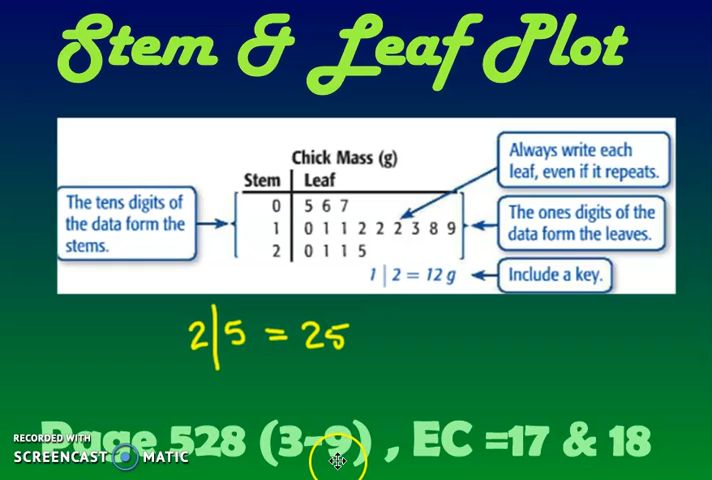 Stem & Leaf Plot
Chick Mass (g)
Stem Leaf
0 5 6 7
1 0 1 1 2 2 2 3 8 9
2 0 1 1 5
1 | 2 = 12 g
The tens digits of
the data form the
stems.
Always write each
leaf, even if it repeats.
The ones digits of the
data form the leaves.
Include a key.
2|5 = 25
Page 528 (3-9) , EC =17 & 18
RECORDED WITH
SCREENCAST MATIC